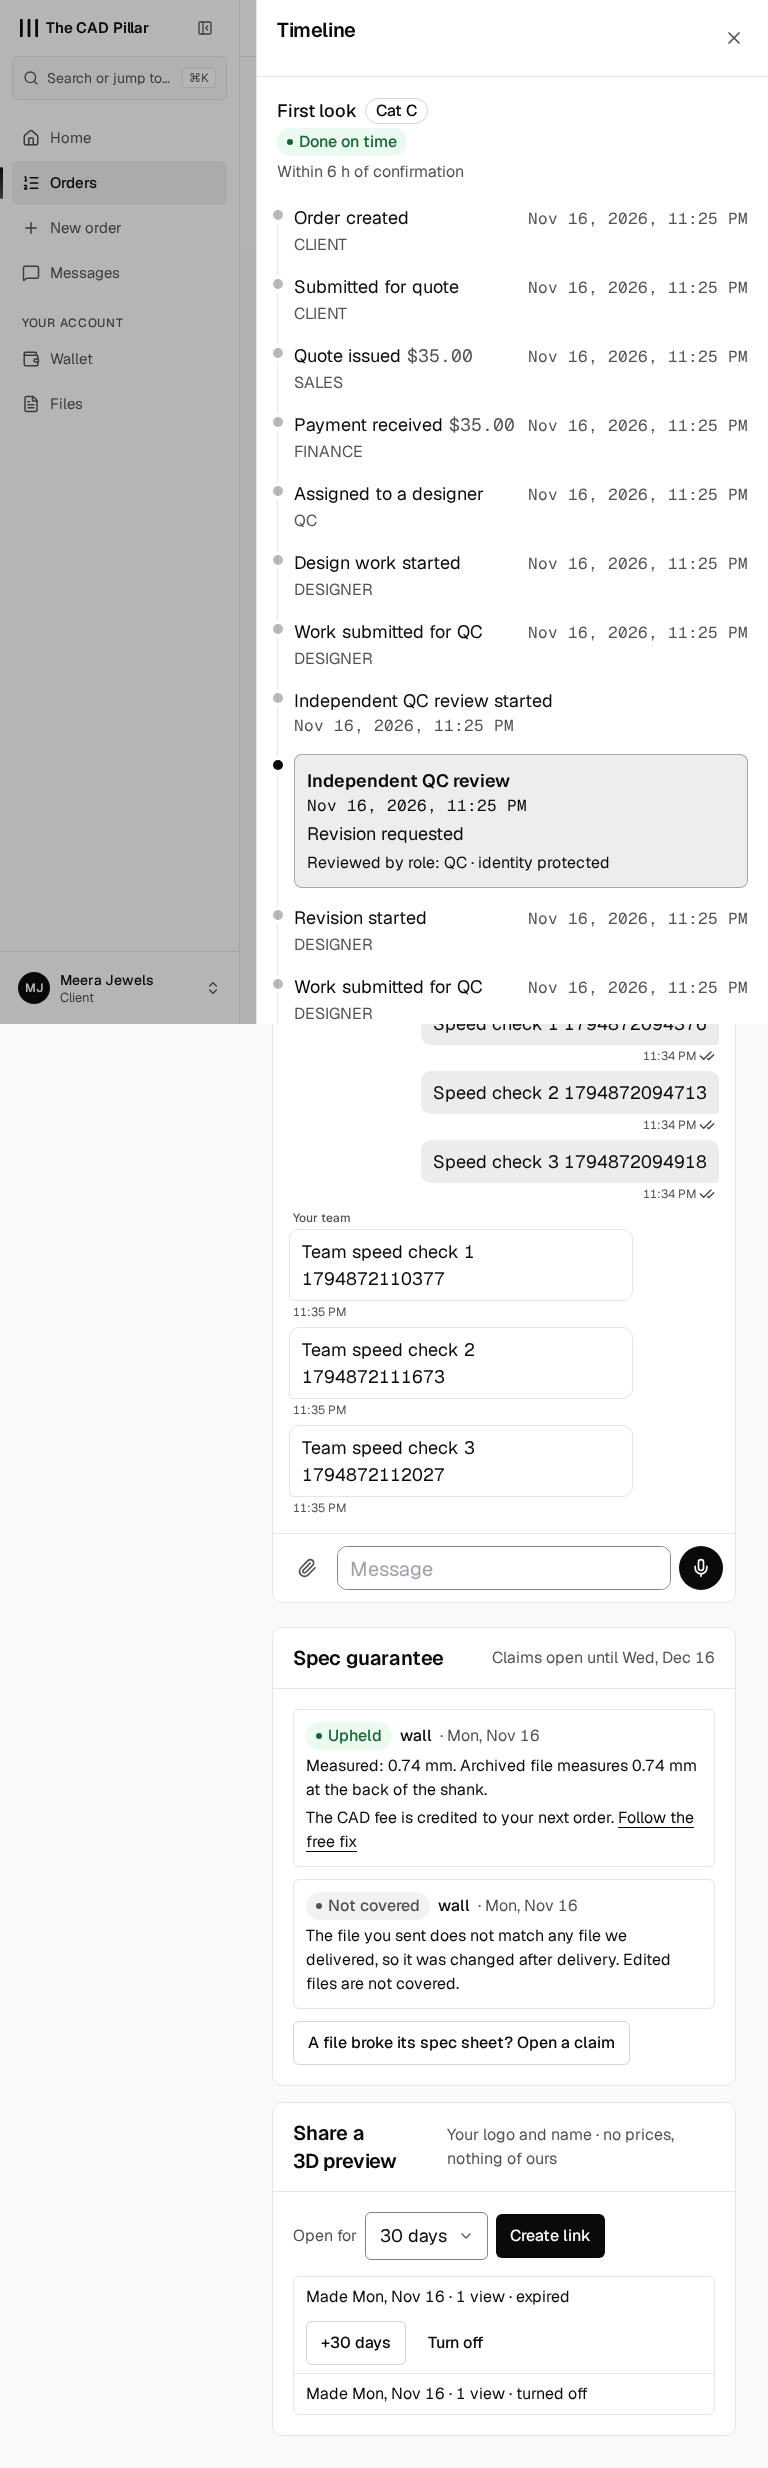 The CAD Pillar
Search or jump to... ⌘K
Home
Orders
New order
Messages
YOUR ACCOUNT
Wallet
Files
MJ
Meera Jewels
Client
Timeline
First look Cat C
Done on time
Within 6 h of confirmation
Order created Nov 16, 2026, 11:25 PM
CLIENT
Submitted for quote Nov 16, 2026, 11:25 PM
CLIENT
Quote issued $35.00 Nov 16, 2026, 11:25 PM
SALES
Payment received $35.00 Nov 16, 2026, 11:25 PM
FINANCE
Assigned to a designer Nov 16, 2026, 11:25 PM
QC
Design work started Nov 16, 2026, 11:25 PM
DESIGNER
Work submitted for QC Nov 16, 2026, 11:25 PM
DESIGNER
Independent QC review started
Nov 16, 2026, 11:25 PM
Independent QC review
Nov 16, 2026, 11:25 PM
Revision requested
Reviewed by role: QC · identity protected
Revision started Nov 16, 2026, 11:25 PM
DESIGNER
Work submitted for QC Nov 16, 2026, 11:25 PM
DESIGNER
Speed check 1 1794872094376
11:34 PM
Speed check 2 1794872094713
11:34 PM
Speed check 3 1794872094918
11:34 PM
Your team
Team speed check 1
1794872110377
11:35 PM
Team speed check 2
1794872111673
11:35 PM
Team speed check 3
1794872112027
11:35 PM
Message
Spec guarantee Claims open until Wed, Dec 16
Upheld wall · Mon, Nov 16
Measured: 0.74 mm. Archived file measures 0.74 mm
at the back of the shank.
The CAD fee is credited to your next order. Follow the
free fix
Not covered wall · Mon, Nov 16
The file you sent does not match any file we
delivered, so it was changed after delivery. Edited
files are not covered.
A file broke its spec sheet? Open a claim
Share a
3D preview
Your logo and name · no prices,
nothing of ours
Open for 30 days Create link
Made Mon, Nov 16 · 1 view · expired
+30 days Turn off
Made Mon, Nov 16 · 1 view · turned off